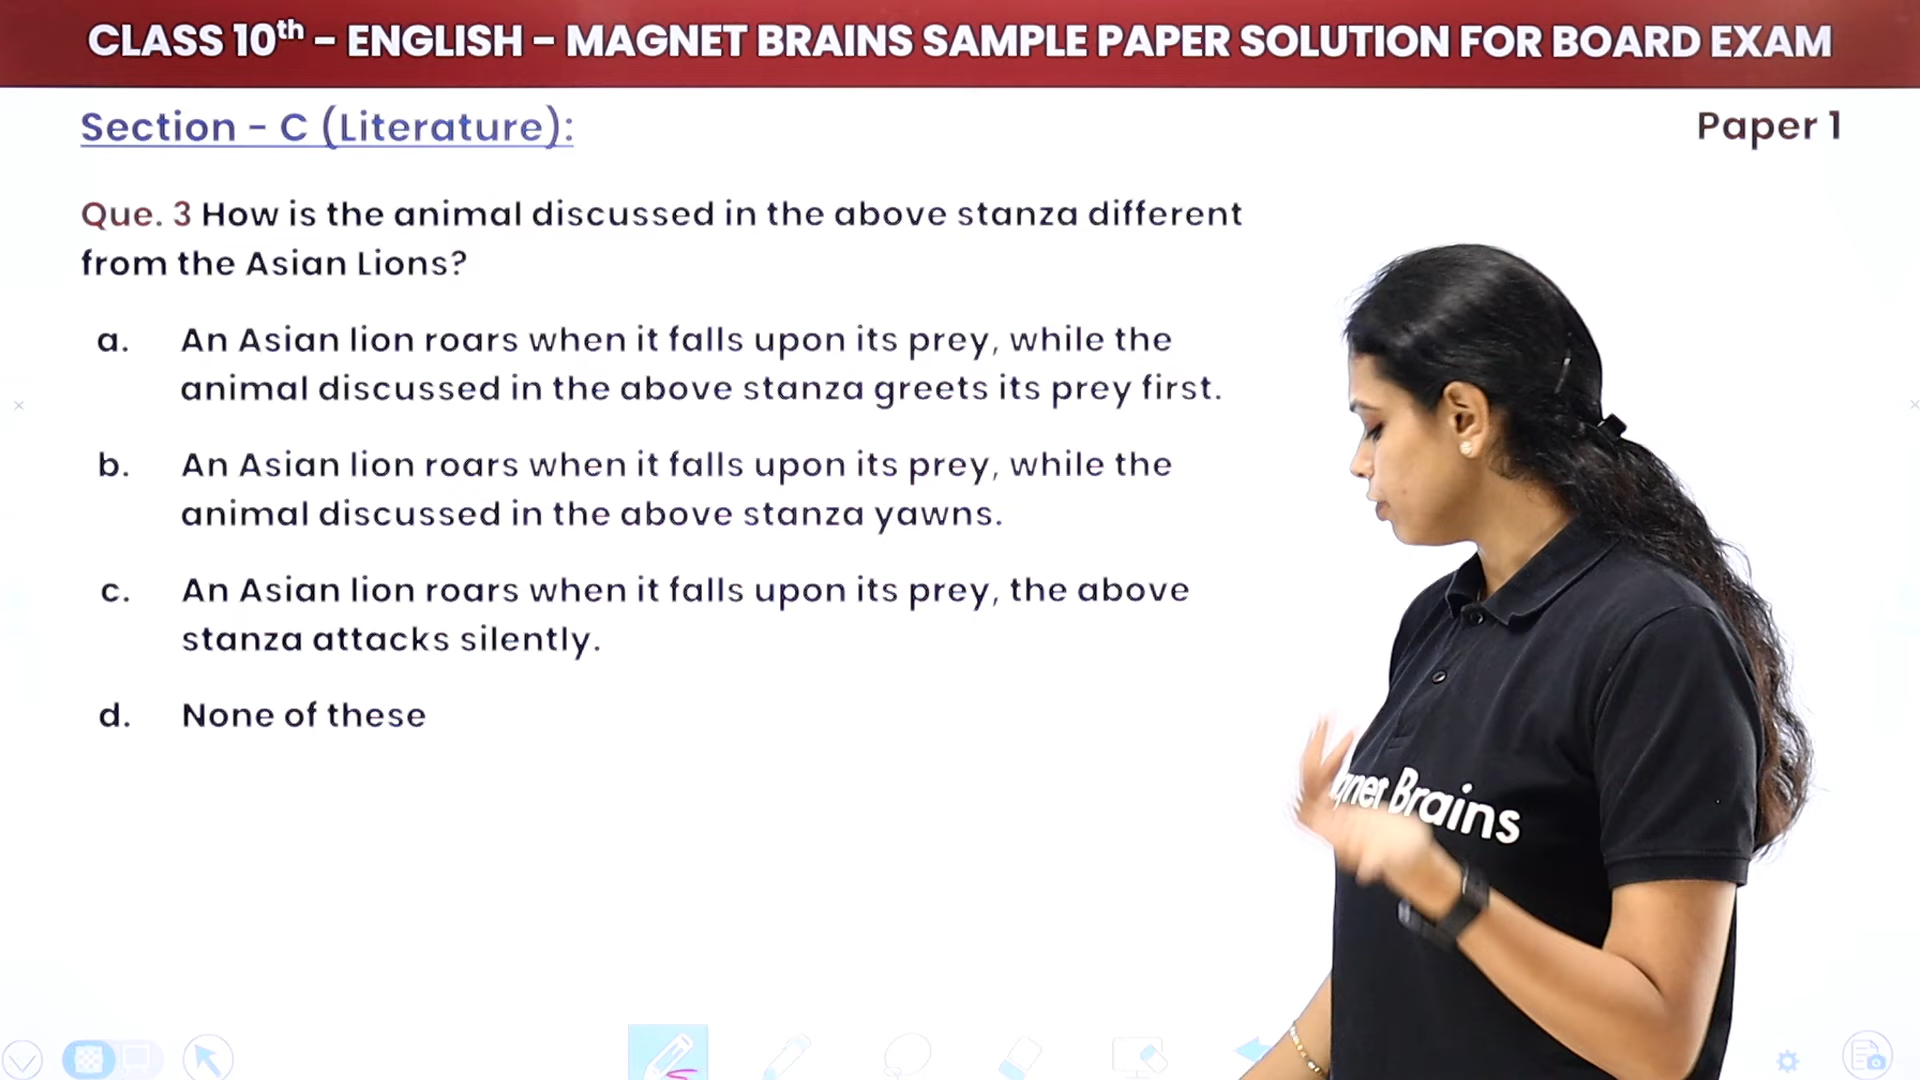 CLASS 10th - ENGLISH - MAGNET BRAINS SAMPLE PAPER SOLUTION FOR BOARD EXAM
Section - C (Literature):
Paper 1
Que. 3 How is the animal discussed in the above stanza different
from the Asian Lions?
a. An Asian lion roars when it falls upon its prey, while the
animal discussed in the above stanza greets its prey first.
b. An Asian lion roars when it falls upon its prey, while the
animal discussed in the above stanza yawns.
c. An Asian lion roars when it falls upon its prey, the above
stanza attacks silently.
d. None of these
gnet Brains